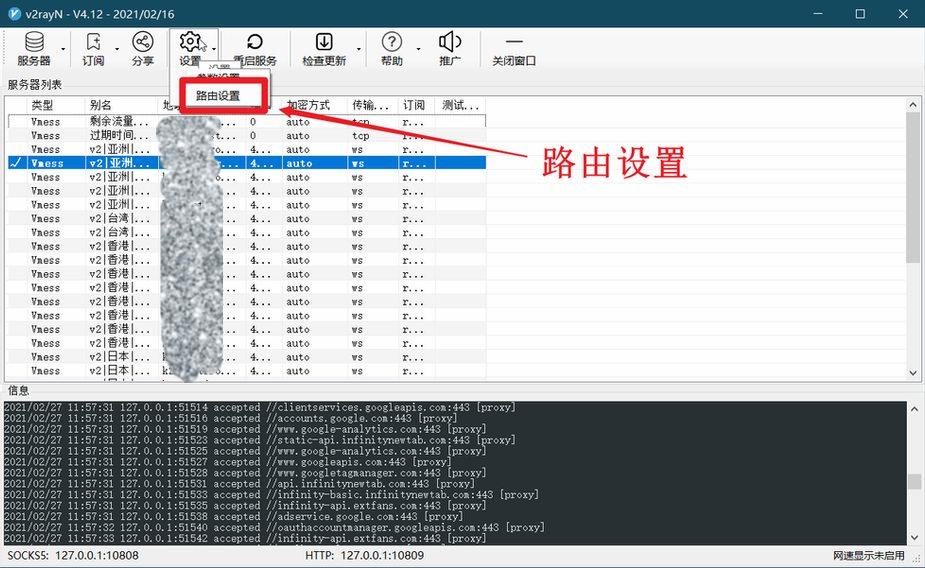 v2rayN - V4.12 - 2021/02/16
服务器 订阅 分享 设置 重启服务 检查更新 帮助 推广 关闭窗口
参数设置
路由设置
服务器列表
类型 别名 加密方式 传输... 订阅 测试...
Vmess 剩余流量... 0 auto tcp r...
Vmess 过期时间... 0 auto tcp r...
Vmess v2|亚洲|... 4... auto ws r...
Vmess v2|亚洲|... 4... auto ws r...
Vmess v2|亚洲|... 4... auto ws r...
Vmess v2|亚洲|... 4... auto ws r...
Vmess v2|亚洲|... 4... auto ws r...
Vmess v2|台湾|... 4... auto ws r...
Vmess v2|台湾|... 4... auto ws r...
Vmess v2|香港|... 4... auto ws r...
Vmess v2|香港|... 4... auto ws r...
Vmess v2|香港|... 4... auto ws r...
Vmess v2|香港|... 4... auto ws r...
Vmess v2|香港|... 4... auto ws r...
Vmess v2|香港|... 4... auto ws r...
Vmess v2|香港|... 4... auto ws r...
Vmess v2|香港|... 4... auto ws r...
Vmess v2|日本|... 4... auto ws r...
Vmess v2|日本|... 4... auto ws r...
路由设置
信息
2021/02/27 11:57:31 127.0.0.1:51514 accepted //clientservices.googleapis.com:443 [proxy]
2021/02/27 11:57:31 127.0.0.1:51516 accepted //accounts.google.com:443 [proxy]
2021/02/27 11:57:31 127.0.0.1:51519 accepted //www.google-analytics.com:443 [proxy]
2021/02/27 11:57:31 127.0.0.1:51523 accepted //static-api.infinitynewtab.com:443 [proxy]
2021/02/27 11:57:31 127.0.0.1:51525 accepted //www.google-analytics.com:443 [proxy]
2021/02/27 11:57:31 127.0.0.1:51527 accepted //www.googleapis.com:443 [proxy]
2021/02/27 11:57:31 127.0.0.1:51528 accepted //www.googletagmanager.com:443 [proxy]
2021/02/27 11:57:31 127.0.0.1:51531 accepted //api.infinitynewtab.com:443 [proxy]
2021/02/27 11:57:31 127.0.0.1:51533 accepted //infinity-basic.infinitynewtab.com:443 [proxy]
2021/02/27 11:57:31 127.0.0.1:51535 accepted //infinity-api.extfans.com:443 [proxy]
2021/02/27 11:57:31 127.0.0.1:51538 accepted //adservice.google.com:443 [proxy]
2021/02/27 11:57:32 127.0.0.1:51540 accepted //oauthaccountmanager.googleapis.com:443 [proxy]
2021/02/27 11:57:33 127.0.0.1:51542 accepted //infinity-api.extfans.com:443 [proxy]
SOCKS5: 127.0.0.1:10808 HTTP: 127.0.0.1:10809 网速显示未启用